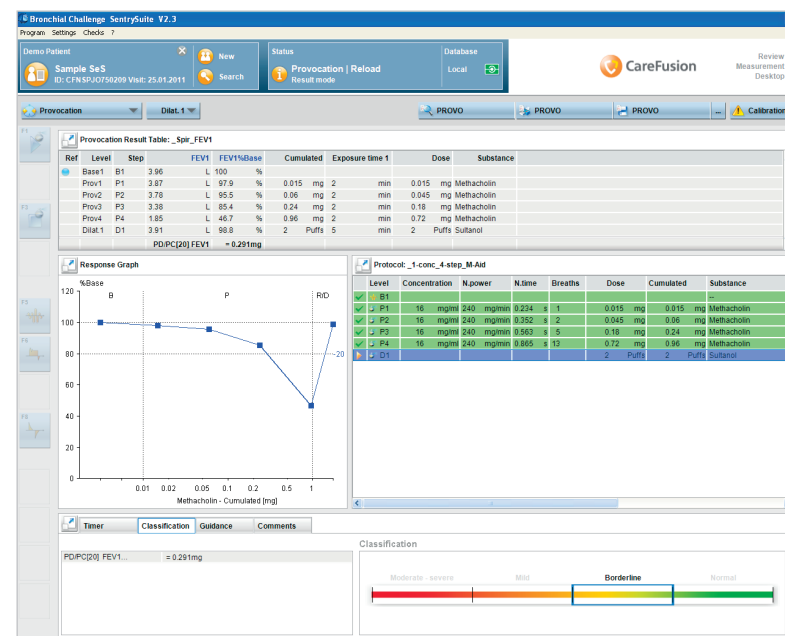 Bronchial Challenge SentrySuite V2.3
Program Settings Checks ?
Demo Patient
Sample SeS
ID: CFNSPJO750209 Visit: 25.01.2011
New
Search
Status
Provocation | Reload
Result mode
Database
Local
CareFusion
Review
Measurement
Desktop
Provocation Dilat. 1 PROVO PROVO PROVO ... Calibration
F1
Provocation Result Table: _Spir_FEV1
Ref Level Step FEV1 FEV1%Base Cumulated Exposure time 1 Dose Substance
Base1 B1 3.96 L 100 %
Prov1 P1 3.87 L 97.9 % 0.015 mg 2 min 0.015 mg Methacholin
Prov2 P2 3.78 L 95.5 % 0.06 mg 2 min 0.045 mg Methacholin
Prov3 P3 3.38 L 85.4 % 0.24 mg 2 min 0.18 mg Methacholin
Prov4 P4 1.85 L 46.7 % 0.96 mg 2 min 0.72 mg Methacholin
Dilat.1 D1 3.91 L 98.8 % 2 Puffs 5 min 2 Puffs Sultanol
PD/PC[20] FEV1 = 0.291mg
Response Graph
%Base
120
B P R/D
100
80
-20
60
40
20
0
0.01 0.02 0.05 0.1 0.2 0.5 1
Methacholin - Cumulated [mg]
Protocol: _1-conc_4-step_M-Aid
Level Concentration N.power N.time Breaths Dose Cumulated Substance
B1 --
P1 16 mg/ml 240 mg/min 0.234 s 1 0.015 mg 0.015 mg Methacholin
P2 16 mg/ml 240 mg/min 0.352 s 2 0.045 mg 0.06 mg Methacholin
P3 16 mg/ml 240 mg/min 0.563 s 5 0.18 mg 0.24 mg Methacholin
P4 16 mg/ml 240 mg/min 0.865 s 13 0.72 mg 0.96 mg Methacholin
D1 2 Puffs 2 Puffs Sultanol
Timer Classification Guidance Comments
PD/PC[20] FEV1... = 0.291mg
Classification
Moderate - severe Mild Borderline Normal